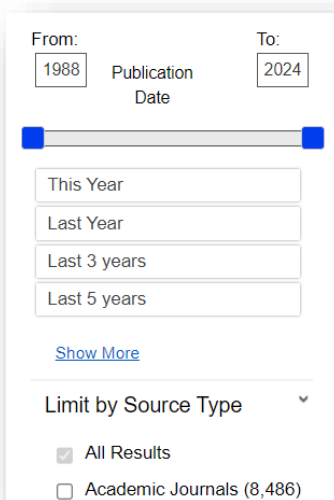 From: To:
1988 Publication 2024
Date
This Year
Last Year
Last 3 years
Last 5 years
Show More
Limit by Source Type
All Results
Academic Journals (8,486)